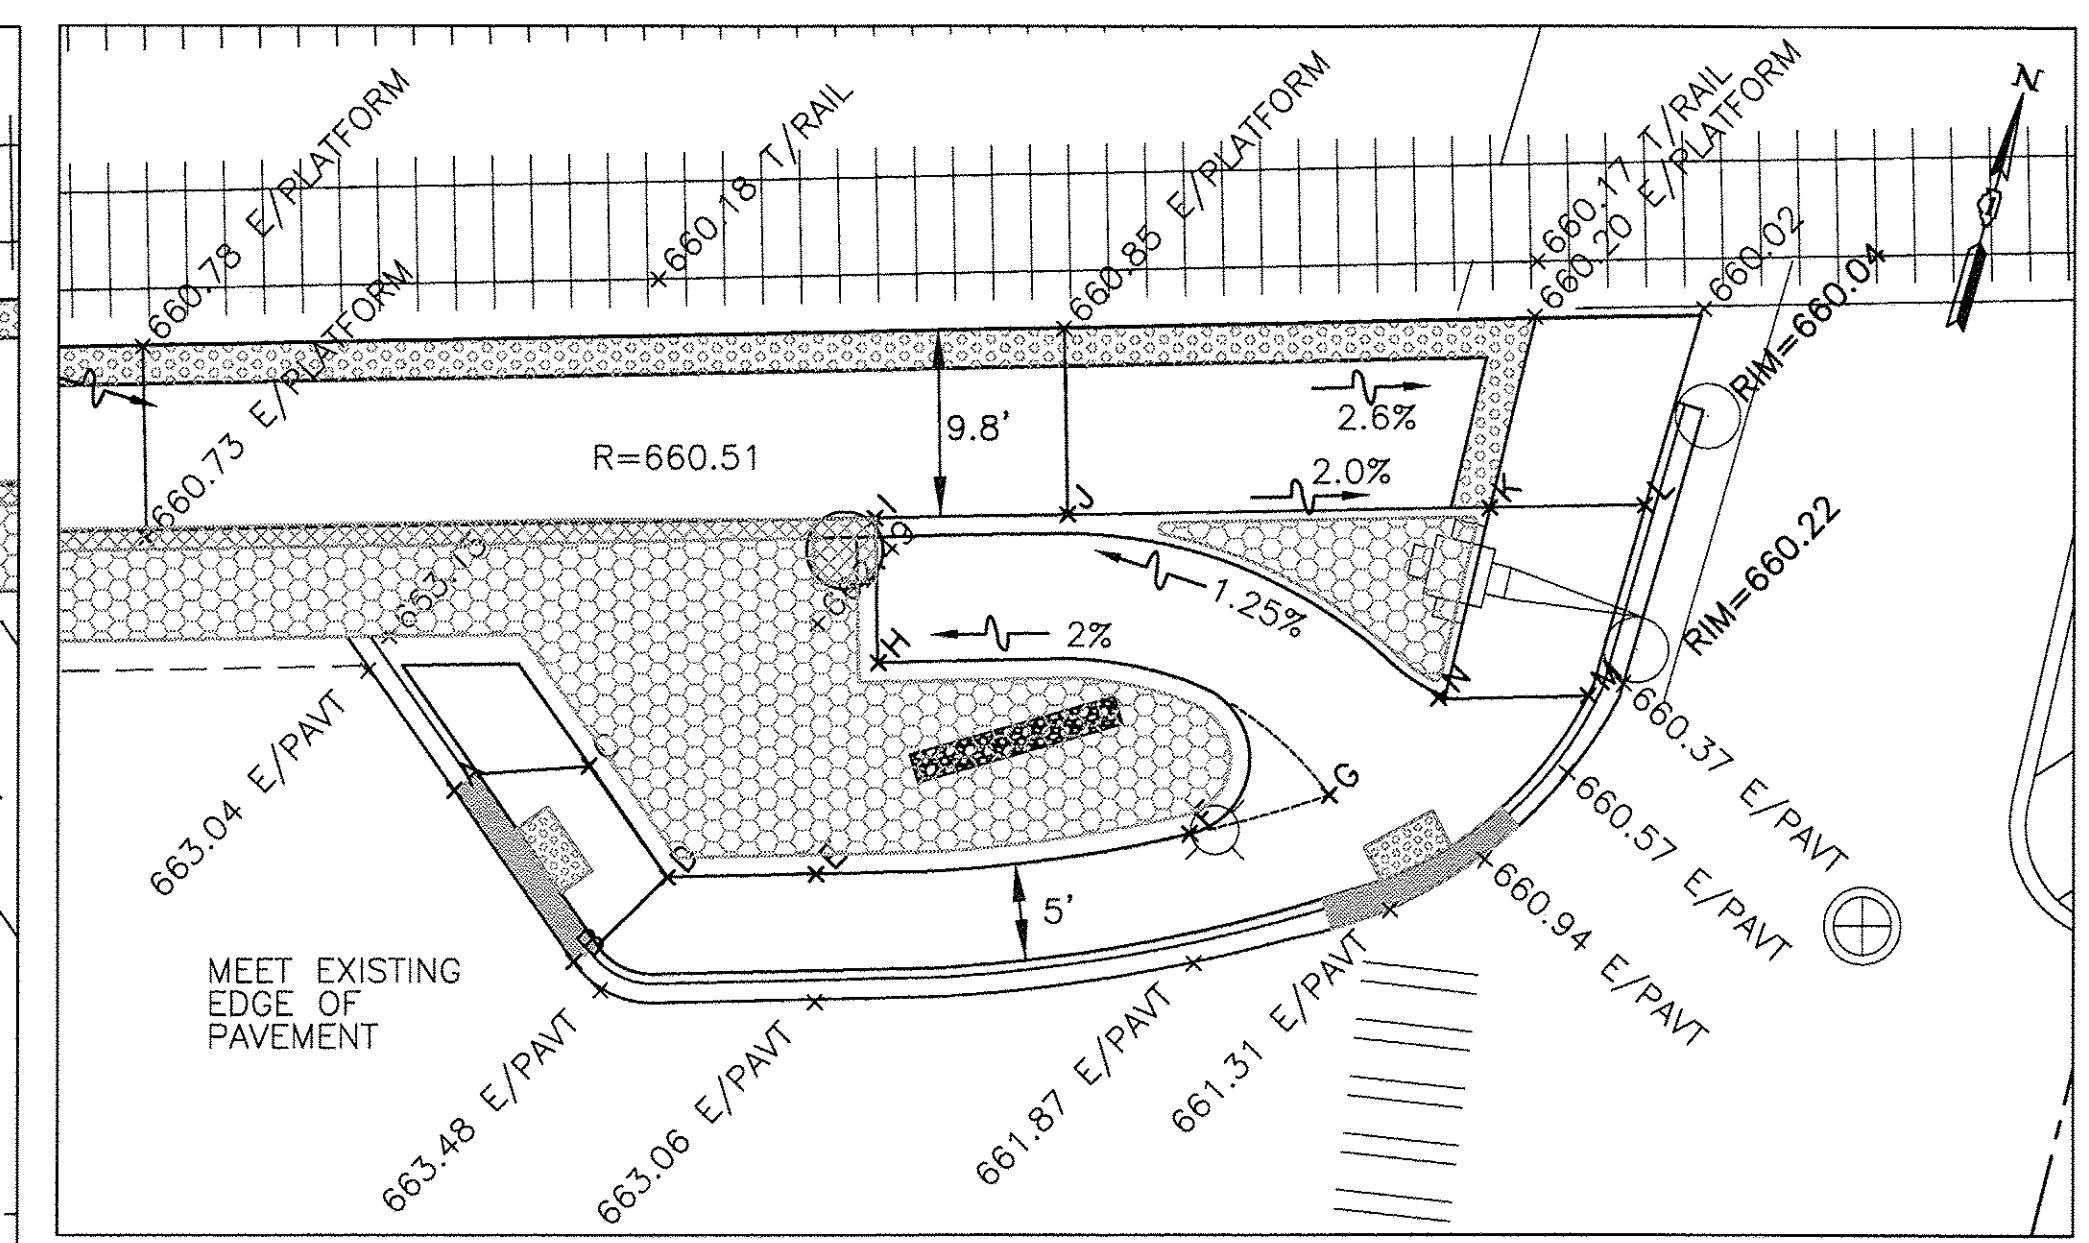 N
660.78 E/PLATFORM
660.18 T/RAIL
660.85 E/PLATFORM
660.17 T/RAIL
660.20 E/PLATFORM
660.02
RIM=660.04
660.73 E/PLATFORM
R=660.51
9.8'
2.6%
2.0%
I
J
K
L
663.15
1.25%
2%
H
N
M
RIM=660.22
663.04 E/PAVT
A
C
D
E
F
G
B
5'
660.37 E/PAVT
660.57 E/PAVT
660.94 E/PAVT
661.31 E/PAVT
661.87 E/PAVT
663.06 E/PAVT
663.48 E/PAVT
MEET EXISTING
EDGE OF
PAVEMENT